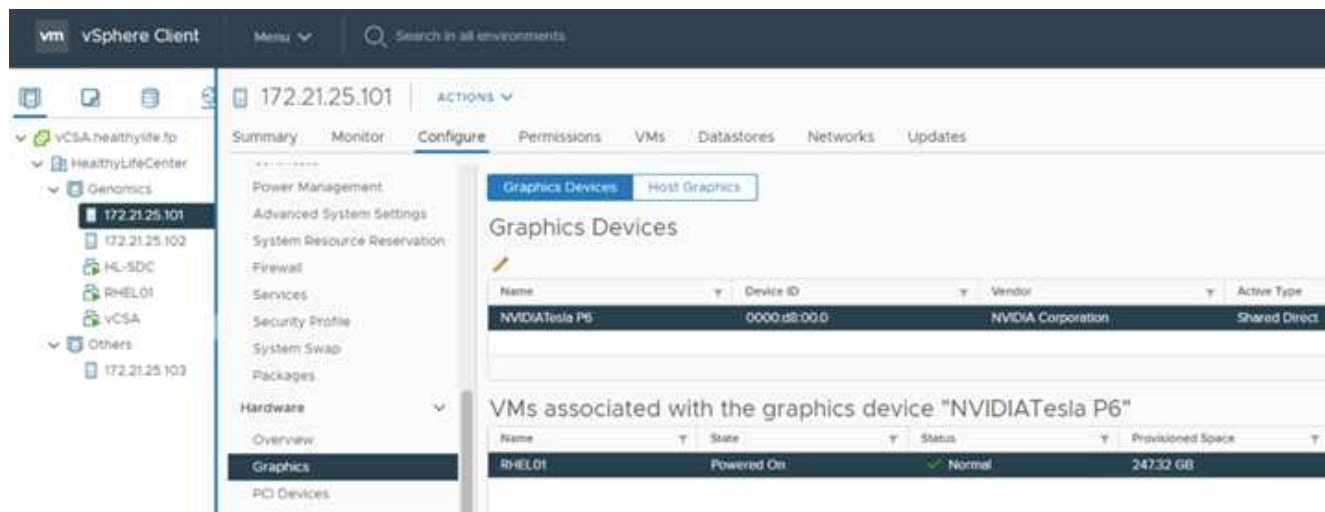 vm vSphere Client Menu Search in all environments
172.21.25.101 ACTIONS
Summary Monitor Configure Permissions VMs Datastores Networks Updates
vCSA.healthylife.fp
HealthyLifeCenter
Genomics
172.21.25.101
172.21.25.102
HL-SDC
RHEL01
vCSA
Others
172.21.25.103
Power Management
Advanced System Settings
System Resource Reservation
Firewall
Services
Security Profile
System Swap
Packages
Hardware
Overview
Graphics
PCI Devices
Graphics Devices Host Graphics
Graphics Devices
Name Device ID Vendor Active Type
NVIDIATesla P6 0000:d8:00.0 NVIDIA Corporation Shared Direct
VMs associated with the graphics device "NVIDIATesla P6"
Name State Status Provisioned Space
RHEL01 Powered On Normal 247.32 GB